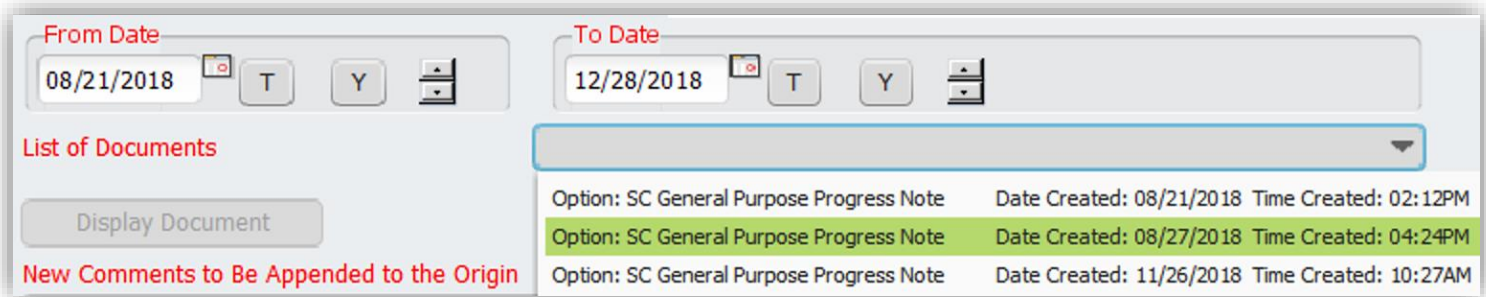 From Date
To Date
08/21/2018 T Y
12/28/2018 T Y
List of Documents
Option: SC General Purpose Progress Note Date Created: 08/21/2018 Time Created: 02:12PM
Display Document
Option: SC General Purpose Progress Note Date Created: 08/27/2018 Time Created: 04:24PM
New Comments to Be Appended to the Origin
Option: SC General Purpose Progress Note Date Created: 11/26/2018 Time Created: 10:27AM